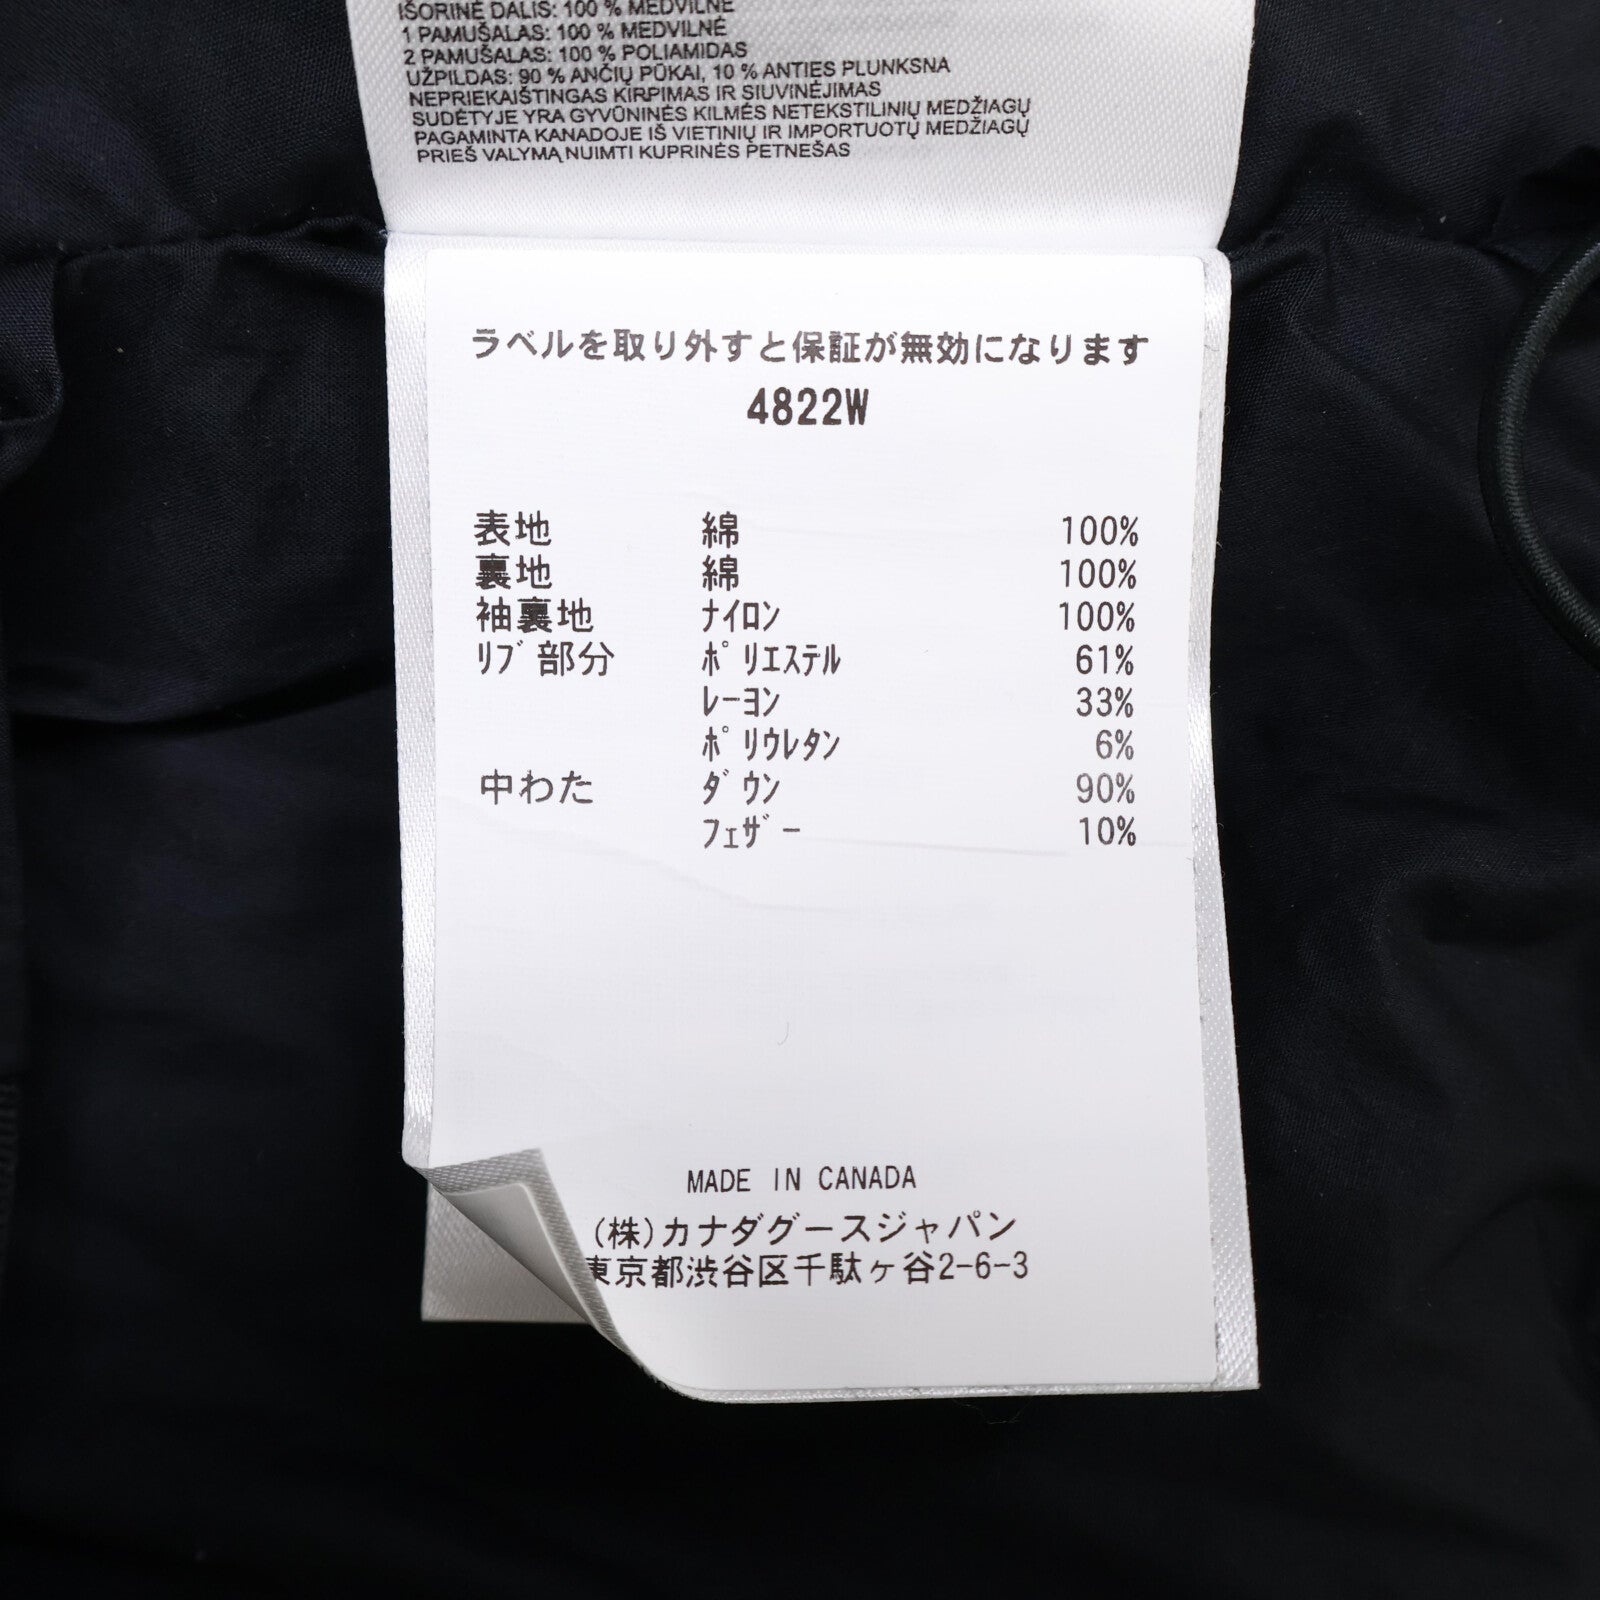 IŠORINĖ DALIS: 100 % MEDVILNĖ
1 PAMUŠALAS: 100 % MEDVILNĖ
2 PAMUŠALAS: 100 % POLIAMIDAS
UŽPILDAS: 90 % ANČIŲ PŪKAI, 10 % ANTIES PLUNKSNA
NEPRIEKAIŠTINGAS KIRPIMAS IR SIUVINĖJIMAS
SUDĖTYJE YRA GYVŪNINĖS KILMĖS NETEKSTILINIŲ MEDŽIAGŲ
PAGAMINTA KANADOJE IŠ VIETINIŲ IR IMPORTUOTŲ MEDŽIAGŲ
PRIEŠ VALYMĄ NUIMTI KUPRINĖS PETNEŠAS
ラベルを取り外すと保証が無効になります
4822W
表地 綿 100%
裏地 綿 100%
袖裏地 ﾅｲﾛﾝ 100%
ﾘﾌﾞ部分 ﾎﾟﾘｴｽﾃﾙ 61%
ﾚｰﾖﾝ 33%
ﾎﾟﾘｳﾚﾀﾝ 6%
中わた ﾀﾞｳﾝ 90%
ﾌｪｻﾞｰ 10%
MADE IN CANADA
(株)カナダグースジャパン
東京都渋谷区千駄ヶ谷2-6-3